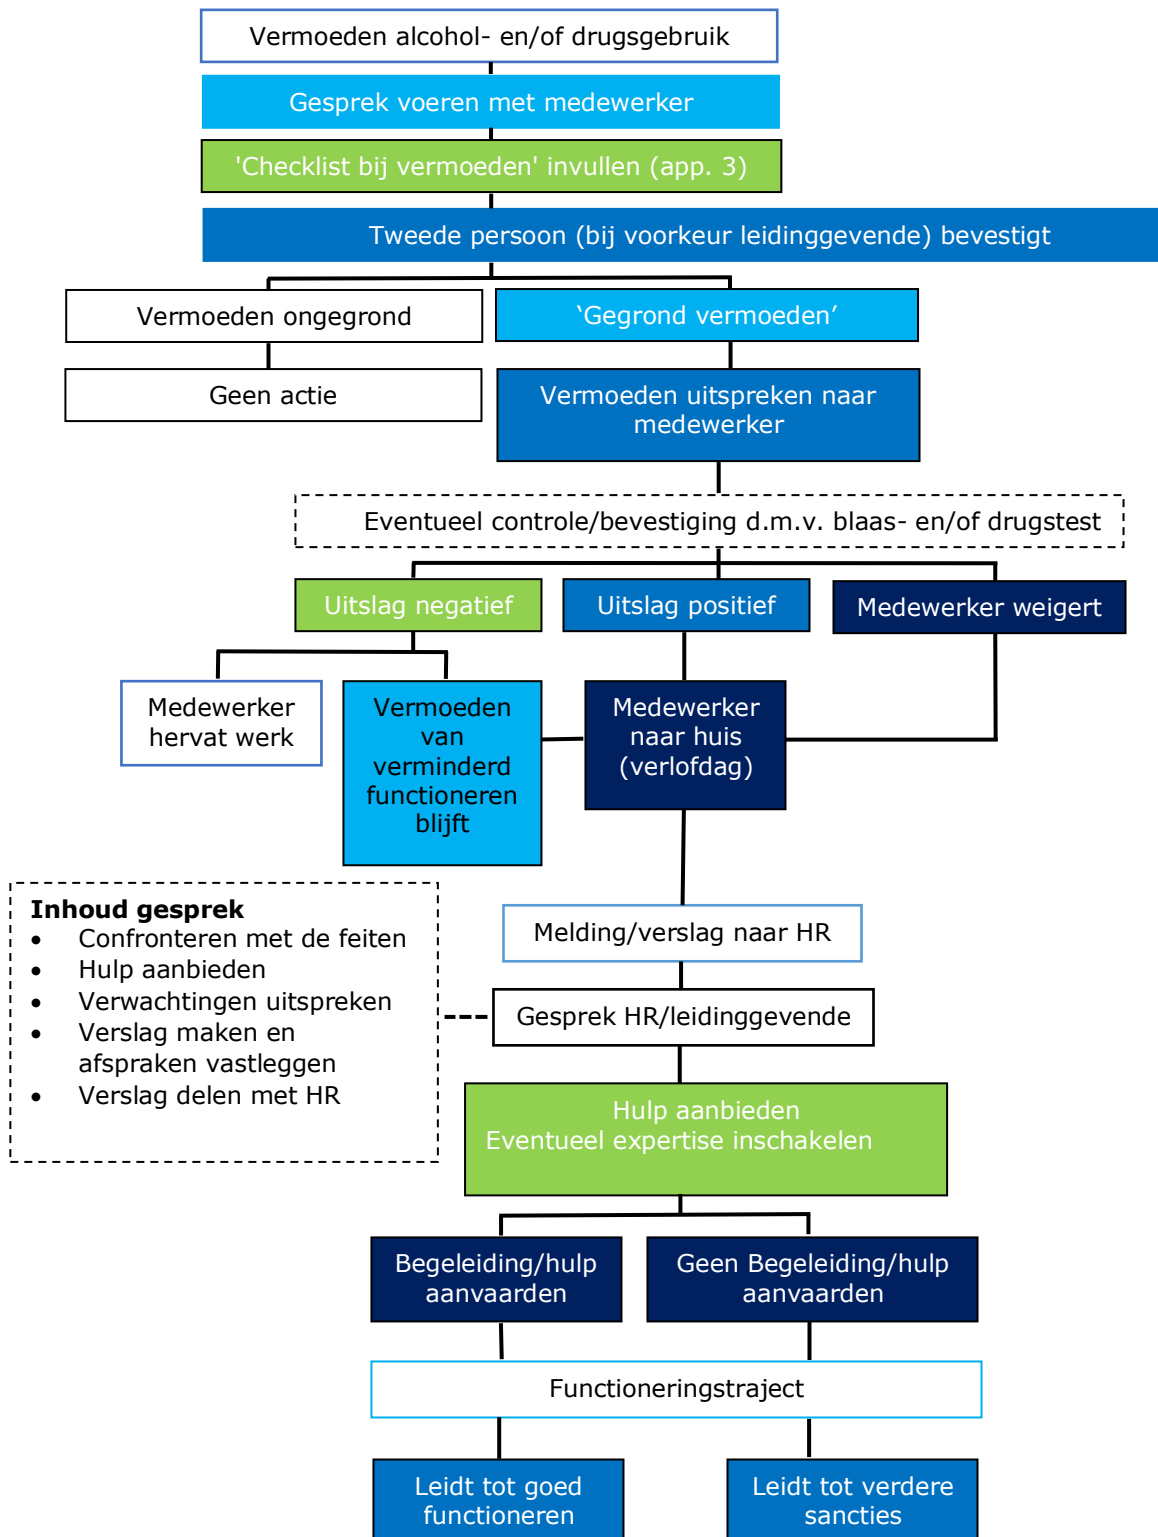 Vermoeden alcohol- en/of drugsgebruik
Gesprek voeren met medewerker
'Checklist bij vermoeden' invullen (app. 3)
Tweede persoon (bij voorkeur leidinggevende) bevestigt
Vermoeden ongegrond
‘Gegrond vermoeden’
Geen actie
Vermoeden uitspreken naar
medewerker
Eventueel controle/bevestiging d.m.v. blaas- en/of drugstest
Uitslag negatief
Uitslag positief
Medewerker weigert
Medewerker
hervat werk
Vermoeden
van
verminderd
functioneren
blijft
Medewerker
naar huis
(verlofdag)
Inhoud gesprek
• Confronteren met de feiten
• Hulp aanbieden
• Verwachtingen uitspreken
• Verslag maken en
afspraken vastleggen
• Verslag delen met HR
Melding/verslag naar HR
Gesprek HR/leidinggevende
Hulp aanbieden
Eventueel expertise inschakelen
Begeleiding/hulp
aanvaarden
Geen Begeleiding/hulp
aanvaarden
Functioneringstraject
Leidt tot goed
functioneren
Leidt tot verdere
sancties